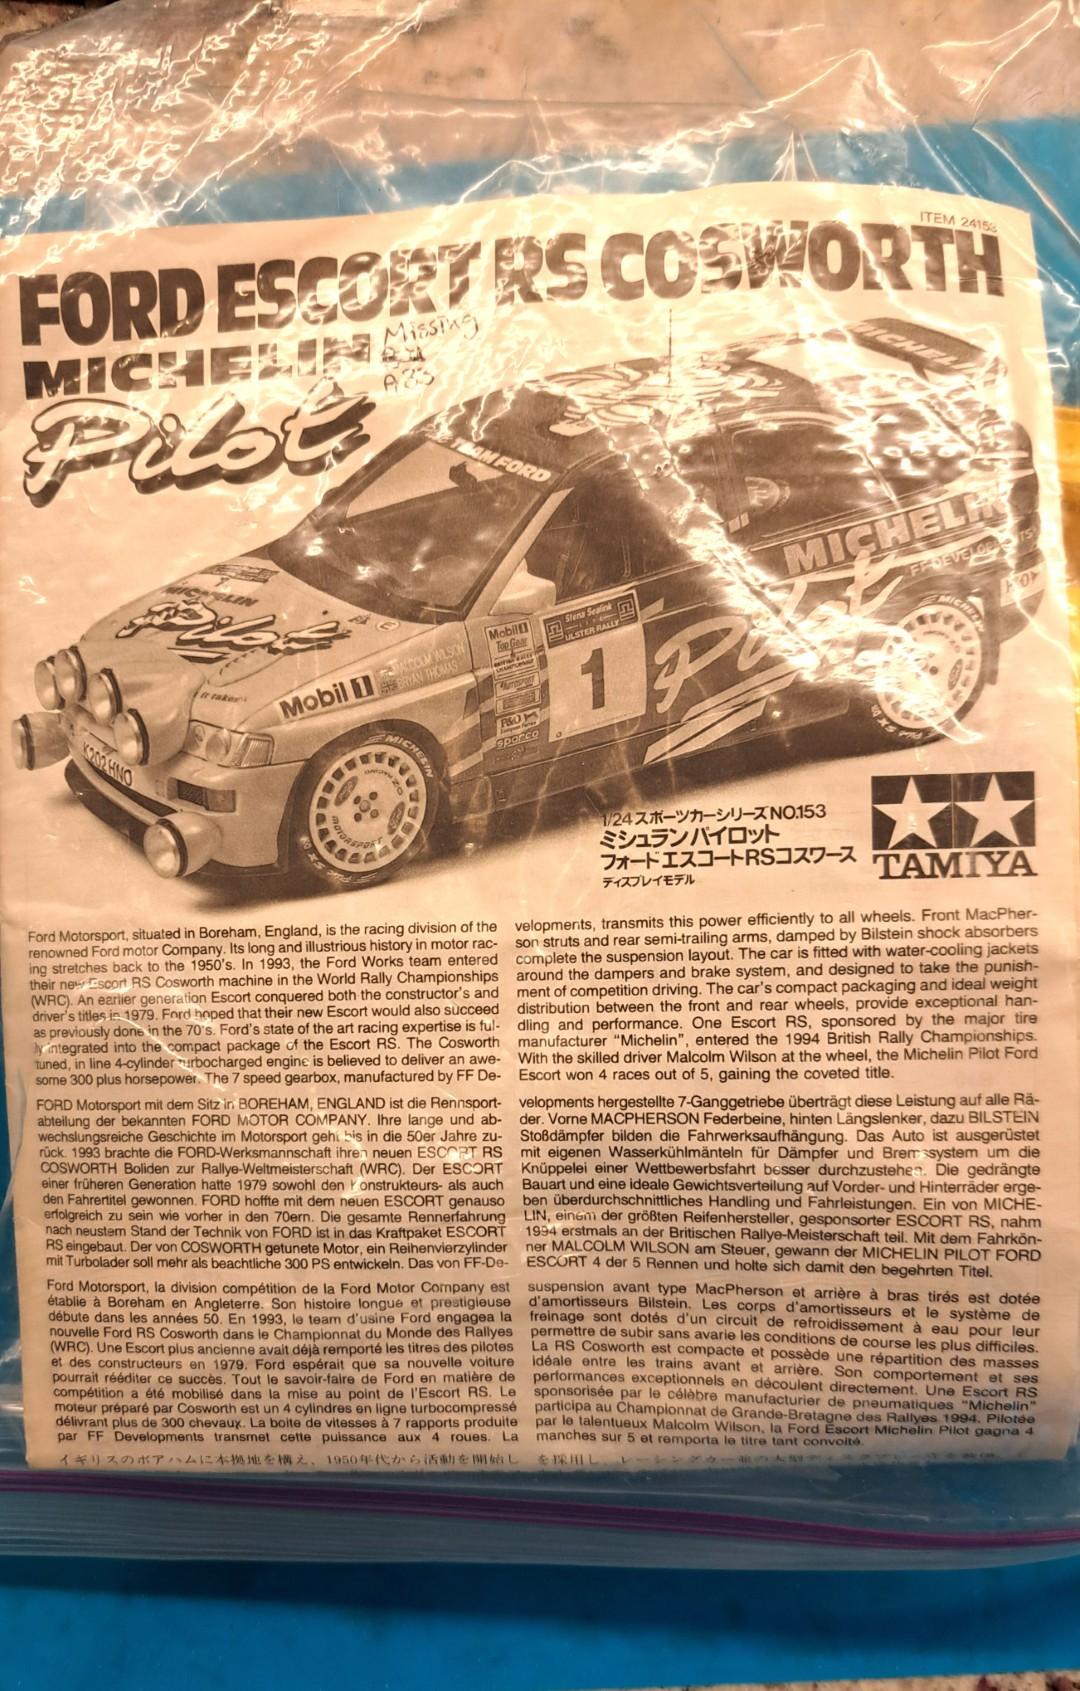 ITEM 24153
FORD ESCORT RS COSWORTH
MICHELIN
Pilot
Missing
A33
TEAM FORD
MICHELIN
MICHELIN
Pilot
FF DEVELOPMENTS
MICHELIN
Pilot
Mobil 1
MALCOLM WILSON
BRYAN THOMAS
Mobil 1
Top Gear
P&O
sparco
Stena Sealink
ULSTER RALLY
1
K202 HNO
MICHELIN
MOTORSPORT
MICHELIN
1/24 スポーツカーシリーズ NO.153
ミシュラン パイロット
フォード エスコートRSコスワース
ディスプレイモデル
TAMIYA
Ford Motorsport, situated in Boreham, England, is the racing division of the
renowned Ford motor Company. Its long and illustrious history in motor rac-
ing stretches back to the 1950's. In 1993, the Ford Works team entered
their new Escort RS Cosworth machine in the World Rally Championships
(WRC). An earlier generation Escort conquered both the constructor's and
driver's titles in 1979. Ford hoped that their new Escort would also succeed
as previously done in the 70's. Ford's state of the art racing expertise is ful-
ly integrated into the compact package of the Escort RS. The Cosworth
tuned, in line 4-cylinder turbocharged engine is believed to deliver an awe-
some 300 plus horsepower. The 7 speed gearbox, manufactured by FF De-
velopments, transmits this power efficiently to all wheels. Front MacPher-
son struts and rear semi-trailing arms, damped by Bilstein shock absorbers
complete the suspension layout. The car is fitted with water-cooling jackets
around the dampers and brake system, and designed to take the punish-
ment of competition driving. The car's compact packaging and ideal weight
distribution between the front and rear wheels, provide exceptional han-
dling and performance. One Escort RS, sponsored by the major tire
manufacturer "Michelin", entered the 1994 British Rally Championships.
With the skilled driver Malcolm Wilson at the wheel, the Michelin Pilot Ford
Escort won 4 races out of 5, gaining the coveted title.
FORD Motorsport mit dem Sitz in BOREHAM, ENGLAND ist die Rennsport-
abteilung der bekannten FORD MOTOR COMPANY. Ihre lange und ab-
wechslungsreiche Geschichte im Motorsport geht bis in die 50er Jahre zu-
rück. 1993 brachte die FORD-Werksmannschaft ihren neuen ESCORT RS
COSWORTH Boliden zur Rallye-Weltmeisterschaft (WRC). Der ESCORT
einer früheren Generation hatte 1979 sowohl den Konstrukteurs- als auch
den Fahrertitel gewonnen. FORD hoffte mit dem neuen ESCORT genauso
erfolgreich zu sein wie vorher in den 70ern. Die gesamte Rennerfahrung
nach neustem Stand der Technik von FORD ist in das Kraftpaket ESCORT
RS eingebaut. Der von COSWORTH getunete Motor, ein Reihenvierzylinder
mit Turbolader soll mehr als beachtliche 300 PS entwickeln. Das von FF-De-
velopments hergestellte 7-Ganggetriebe überträgt diese Leistung auf alle Rä-
der. Vorne MACPHERSON Federbeine, hinten Längslenker, dazu BILSTEIN
Stoßdämpfer bilden die Fahrwerksaufhängung. Das Auto ist ausgerüstet
mit eigenen Wasserkühlmänteln für Dämpfer und Bremssystem um die
Knüppelei einer Wettbewerbsfahrt besser durchzustehen. Die gedrängte
Bauart und eine ideale Gewichtsverteilung auf Vorder- und Hinterräder erge-
ben überdurchschnittliches Handling und Fahrleistungen. Ein von MICHE-
LIN, einem der größten Reifenhersteller, gesponsorter ESCORT RS, nahm
1994 erstmals an der Britischen Rallye-Meisterschaft teil. Mit dem Fahrkön-
ner MALCOLM WILSON am Steuer, gewann der MICHELIN PILOT FORD
ESCORT 4 der 5 Rennen und holte sich damit den begehrten Titel.
Ford Motorsport, la division compétition de la Ford Motor Company est
établie à Boreham en Angleterre. Son histoire longue et prestigieuse
débute dans les années 50. En 1993, le team d'usine Ford engagea la
nouvelle Ford RS Cosworth dans le Championnat du Monde des Rallyes
(WRC). Une Escort plus ancienne avait déjà remporté les titres des pilotes
et des constructeurs en 1979. Ford espérait que sa nouvelle voiture
pourrait rééditer ce succès. Tout le savoir-faire de Ford en matière de
compétition a été mobilisé dans la mise au point de l'Escort RS. Le
moteur préparé par Cosworth est un 4 cylindres en ligne turbocompressé
délivrant plus de 300 chevaux. La boite de vitesses à 7 rapports produite
par FF Developments transmet cette puissance aux 4 roues. La
suspension avant type MacPherson et arrière à bras tirés est dotée
d'amortisseurs Bilstein. Les corps d'amortisseurs et le système de
freinage sont dotés d'un circuit de refroidissement à eau pour leur
permettre de subir sans avarie les conditions de course les plus difficiles.
La RS Cosworth est compacte et possède une répartition des masses
idéale entre les trains avant et arrière. Son comportement et ses
performances exceptionnels en découlent directement. Une Escort RS
sponsorisée par le célèbre manufacturier de pneumatiques "Michelin"
participa au Championnat de Grande-Bretagne des Rallyes 1994. Pilotée
par le talentueux Malcolm Wilson, la Ford Escort Michelin Pilot gagna 4
manches sur 5 et remporta le titre tant convoité.
イギリスのボアハムに本拠地を構え、1950年代から活動を開始し
を採用し、